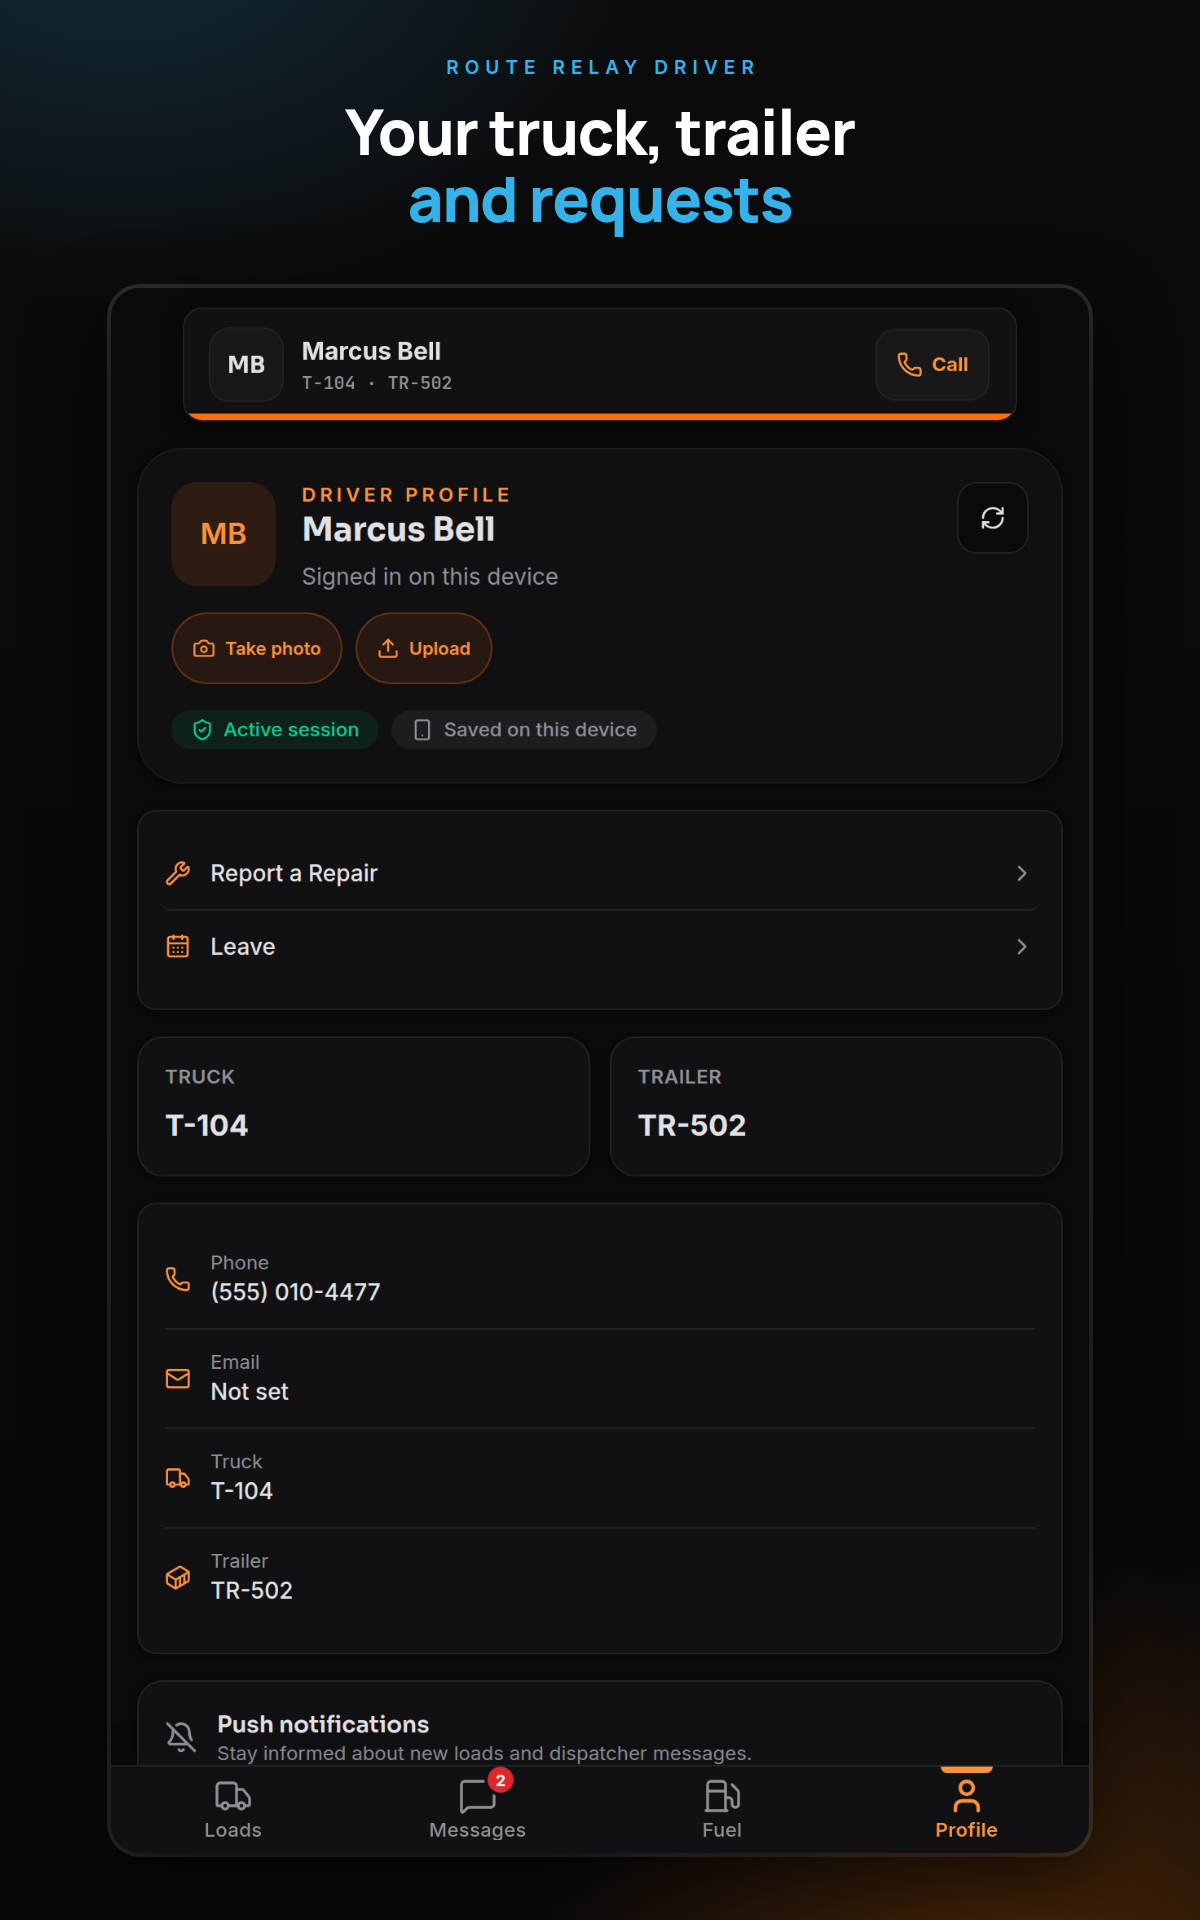 ROUTE RELAY DRIVER
Your truck, trailer
and requests
MB
Marcus Bell
T-104 · TR-502
Call
MB
DRIVER PROFILE
Marcus Bell
Signed in on this device
Take photo
Upload
Active session
Saved on this device
Report a Repair
Leave
TRUCK
T-104
TRAILER
TR-502
Phone
(555) 010-4477
Email
Not set
Truck
T-104
Trailer
TR-502
Push notifications
Stay informed about new loads and dispatcher messages.
2
Loads
Messages
Fuel
Profile